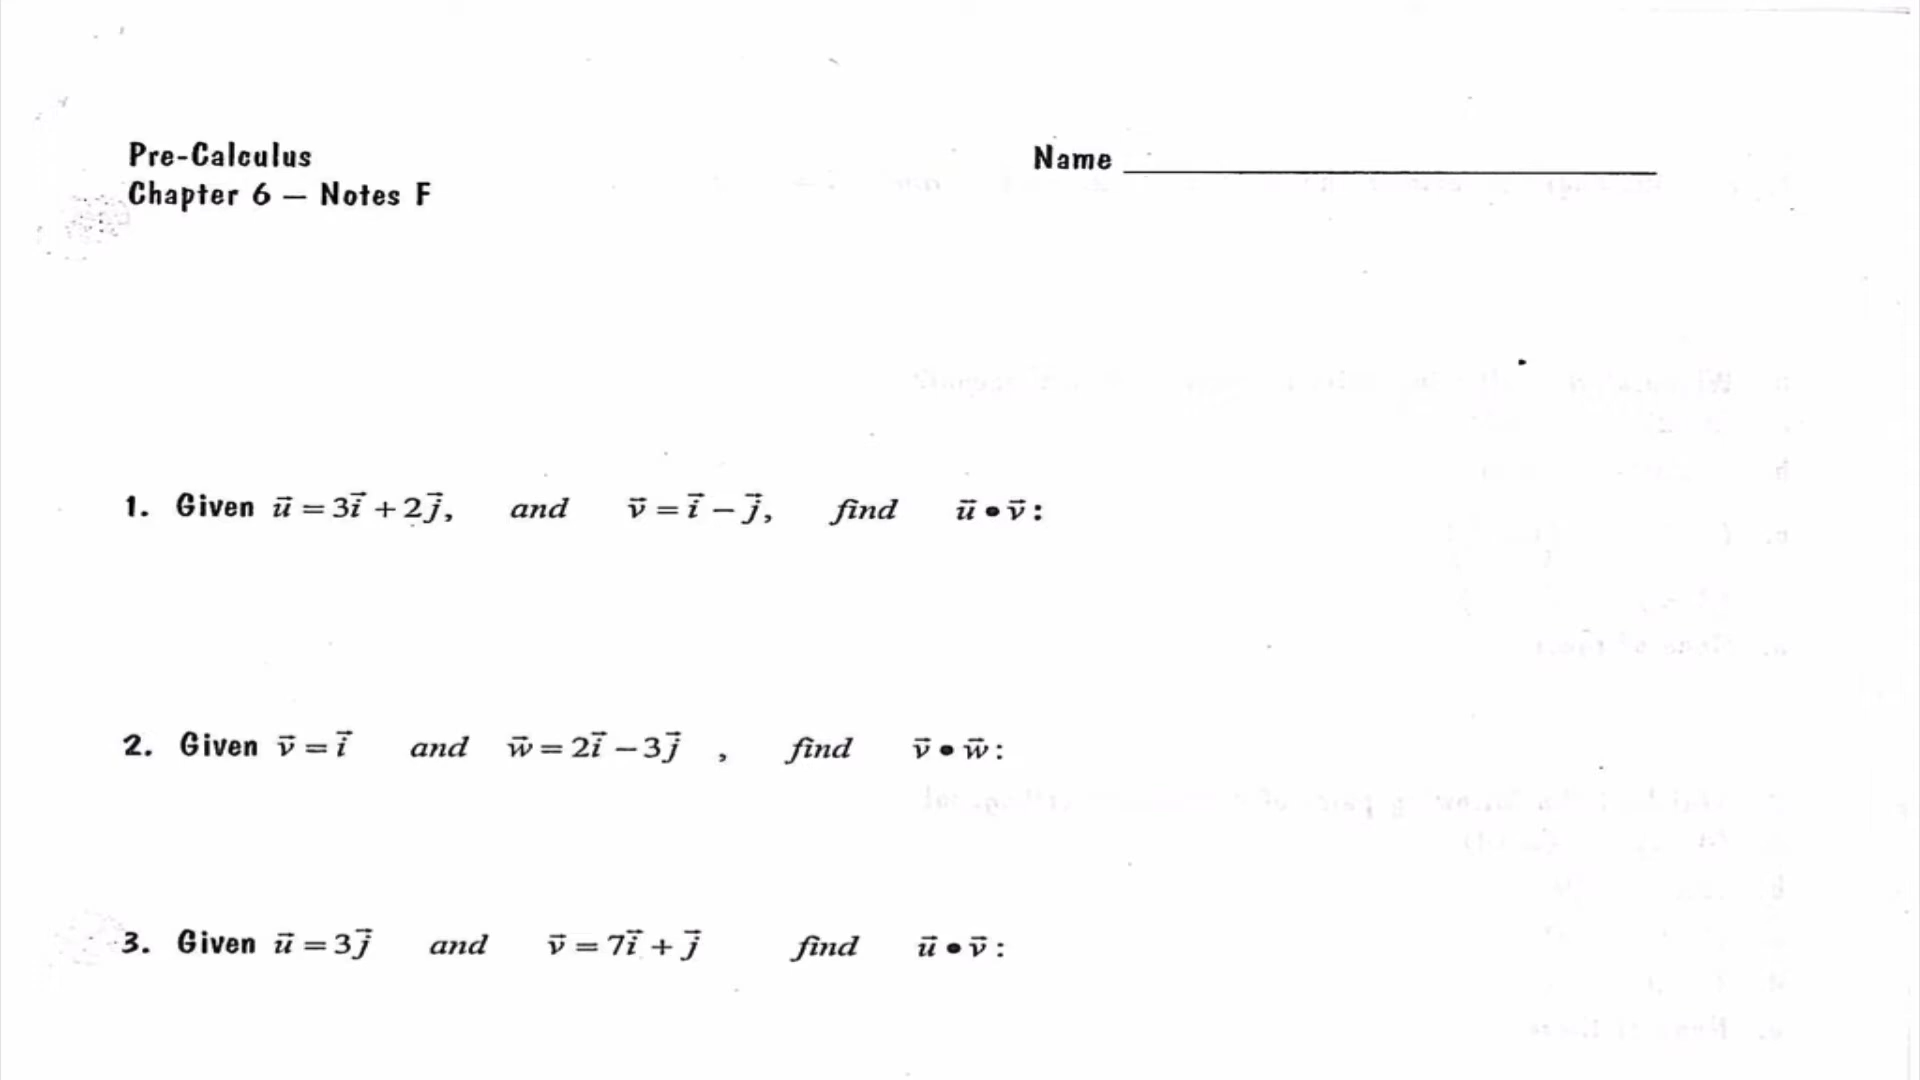 Pre-Calculus
Chapter 6 – Notes F
Name
1. Given u⃗ = 3i⃗ + 2j⃗, and v⃗ = i⃗ − j⃗, find u⃗ • v⃗ :
2. Given v⃗ = i⃗ and w⃗ = 2i⃗ − 3j⃗ , find v⃗ • w⃗ :
3. Given u⃗ = 3j⃗ and v⃗ = 7i⃗ + j⃗ find u⃗ • v⃗ :